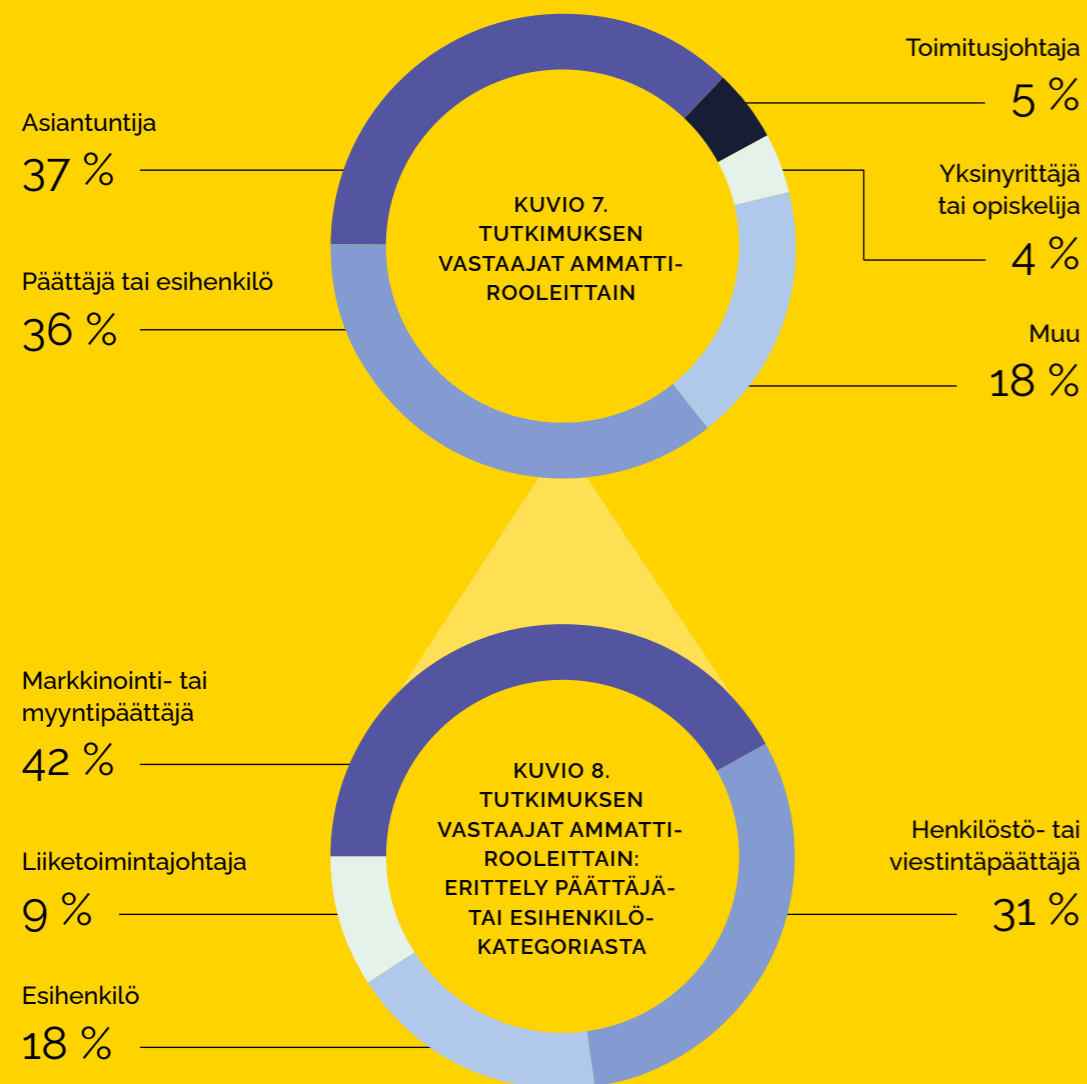 Asiantuntija
37 %
Päättäjä tai esihenkilö
36 %
KUVIO 7.
TUTKIMUKSEN
VASTAAJAT AMMATTI-
ROOLEITTAIN
Toimitusjohtaja
5 %
Yksinyrittäjä
tai opiskelija
4 %
Muu
18 %
Markkinointi- tai
myyntipäättäjä
42 %
Liiketoimintajohtaja
9 %
Esihenkilö
18 %
KUVIO 8.
TUTKIMUKSEN
VASTAAJAT AMMATTI-
ROOLEITTAIN:
ERITTELY PÄÄTTÄJÄ-
TAI ESIHENKILÖ-
KATEGORIASTA
Henkilöstö- tai
viestintäpäättäjä
31 %